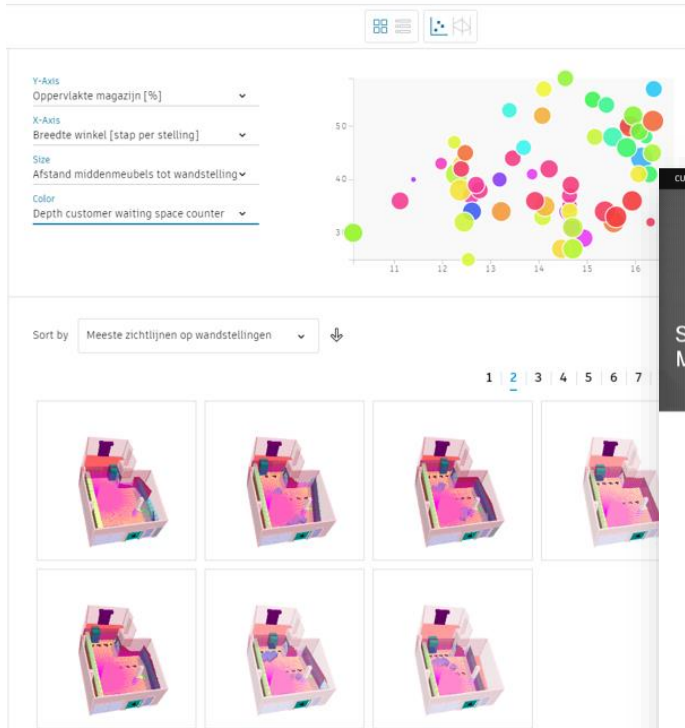 Y-Axis
Oppervlakte magazijn [%]
X-Axis
Breedte winkel [stap per stelling]
Size
Afstand middenmeubels tot wandstelling
Color
Depth customer waiting space counter
50
40
3
11 12 13 14 15 16
CU
S
M
Sort by Meeste zichtlijnen op wandstellingen
1 2 3 4 5 6 7